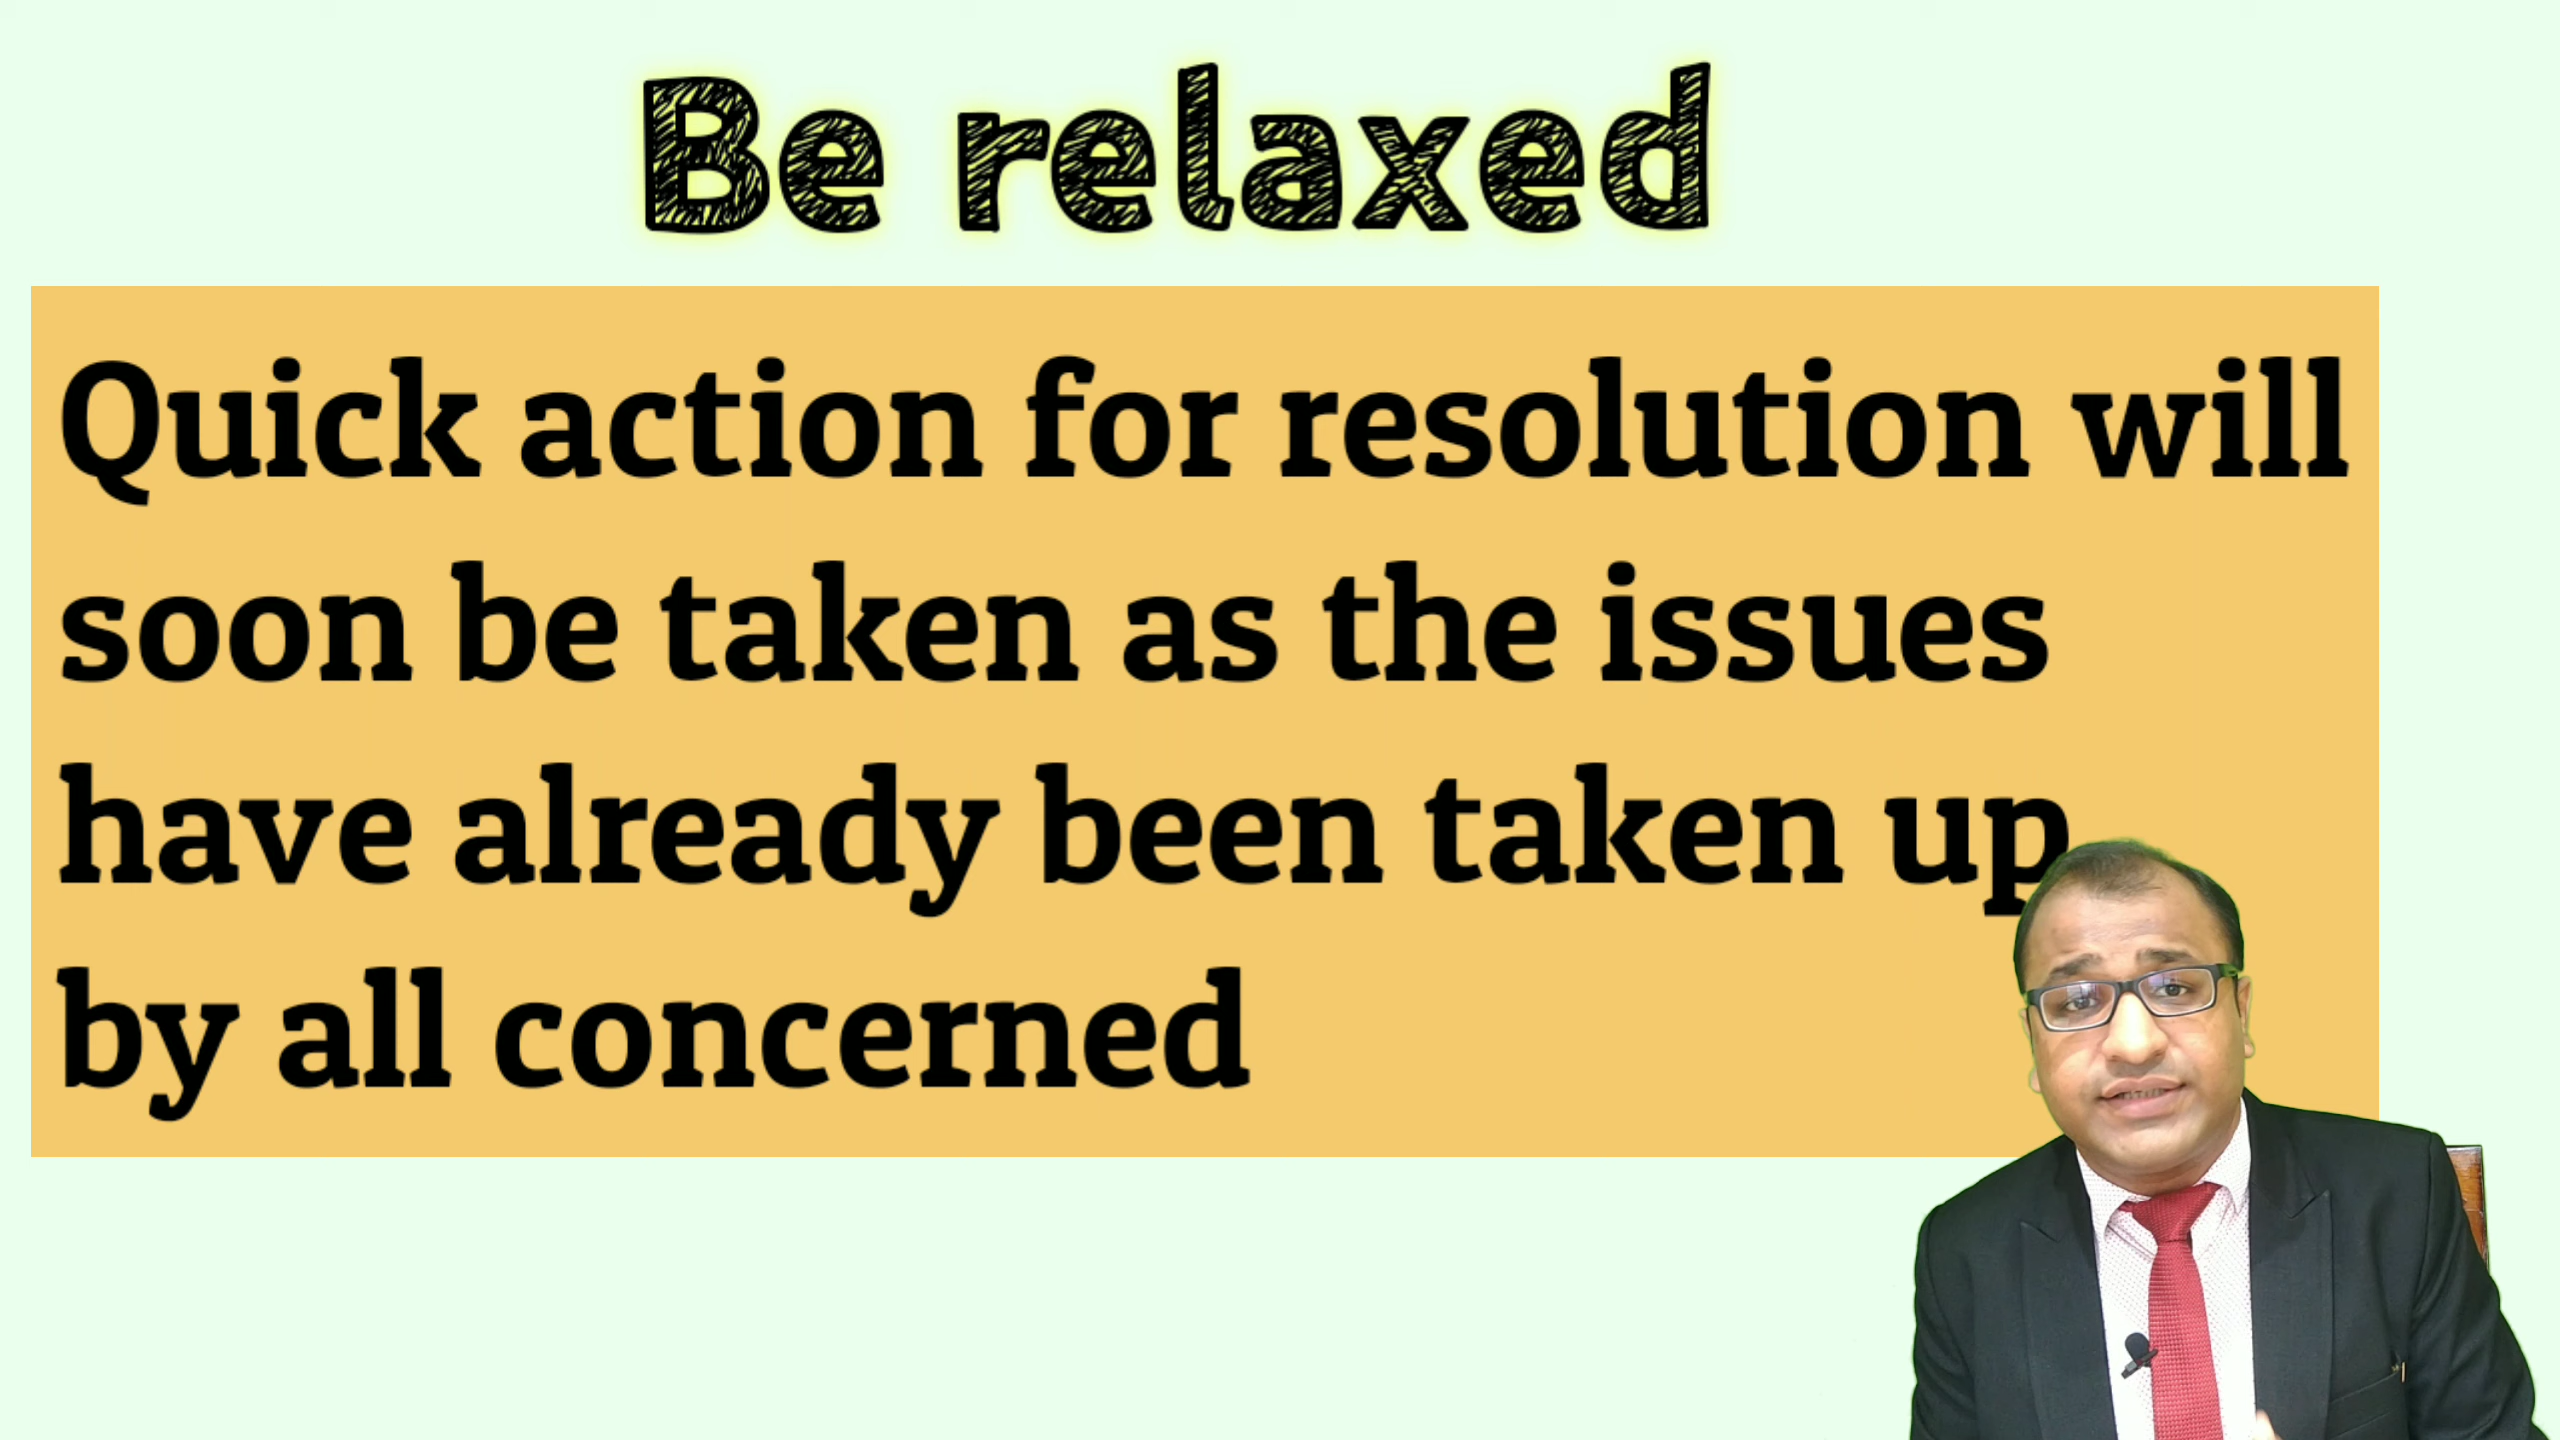 Be relaxed
Quick action for resolution will
soon be taken as the issues
have already been taken up
by all concerned